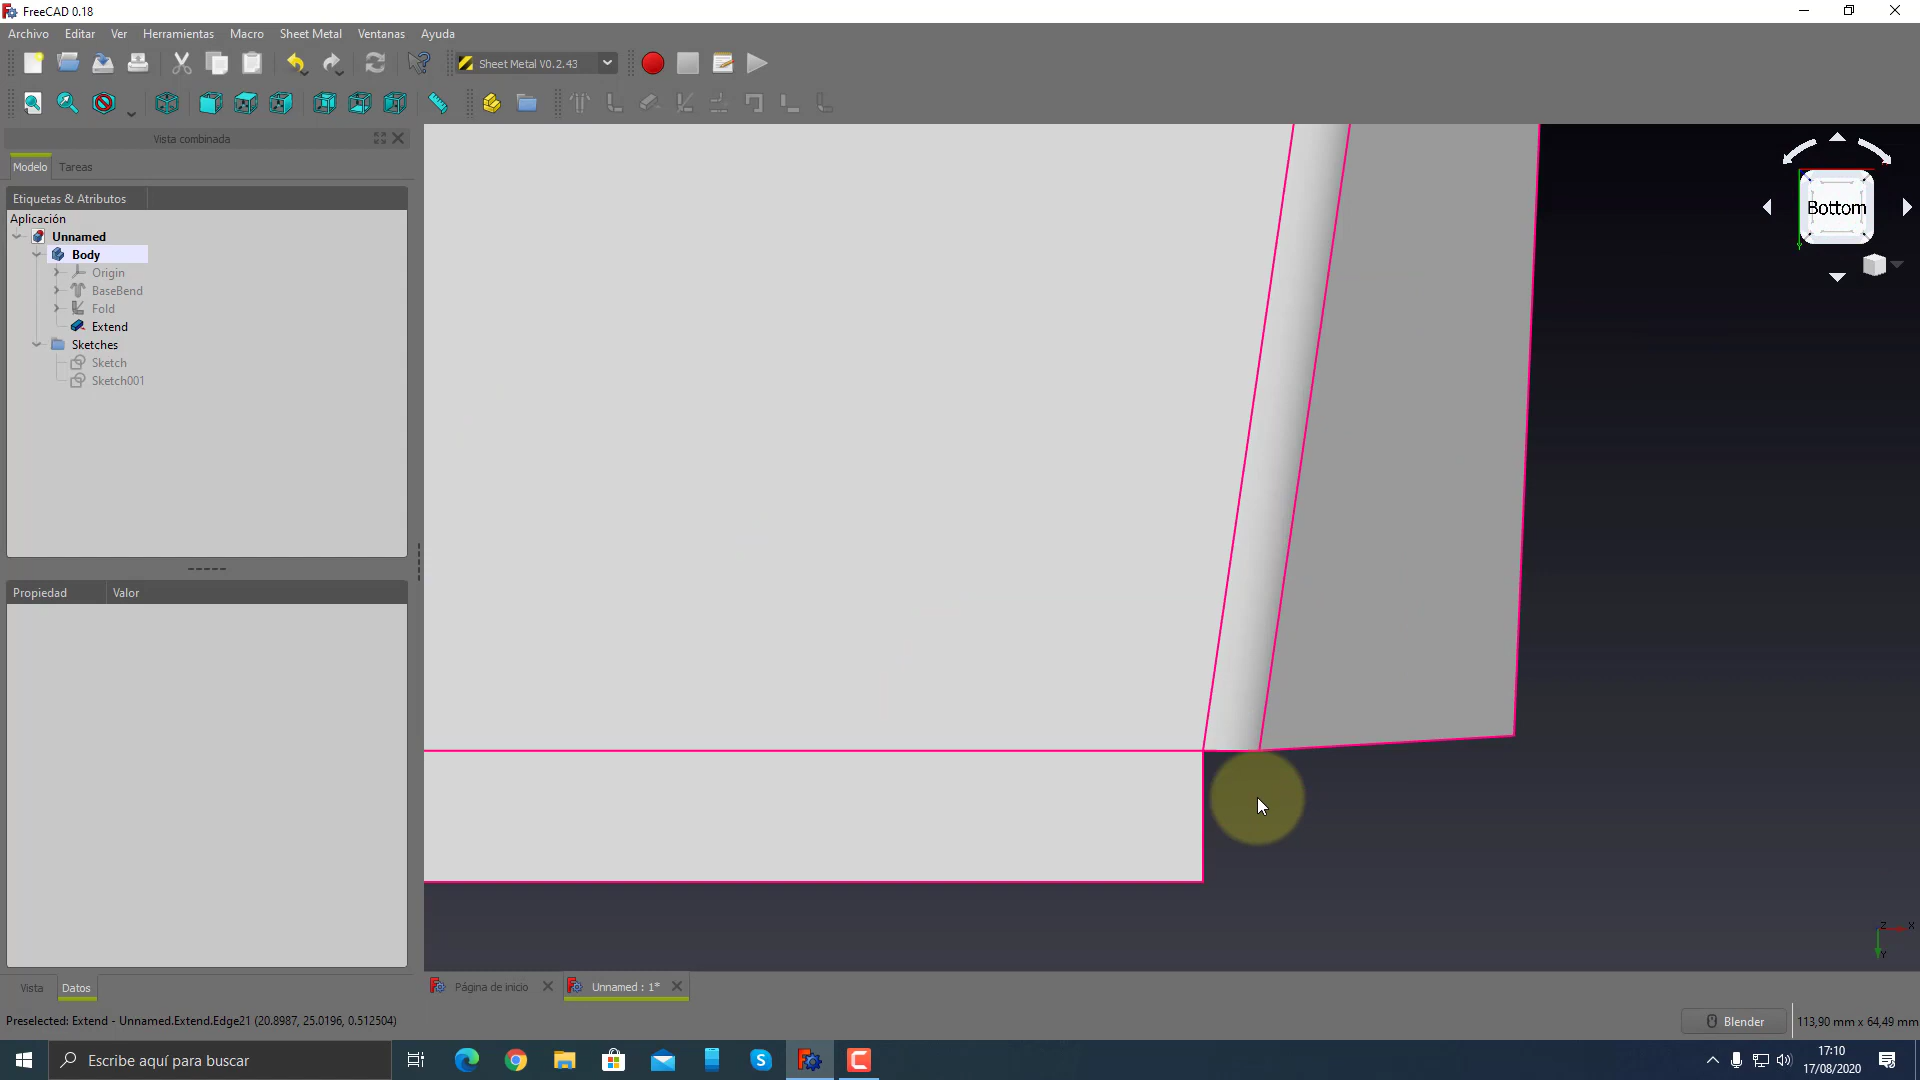 FreeCAD 0.18
Archivo Editar Ver Herramientas Macro Sheet Metal Ventanas Ayuda
Sheet Metal V0.2.43
Vista combinada
Modelo Tareas
Etiquetas & Atributos
Aplicación
Unnamed
Body
Origin
BaseBend
Fold
Extend
Sketches
Sketch
Sketch001
Propiedad Valor
Bottom
Z X
Y
Vista Datos
Página de inicio
Unnamed : 1*
Preselected: Extend - Unnamed.Extend.Edge21 (20.8987, 25.0196, 0.512504)
Blender
113,90 mm x 64,49 mm
Escribe aquí para buscar
17:10
17/08/2020